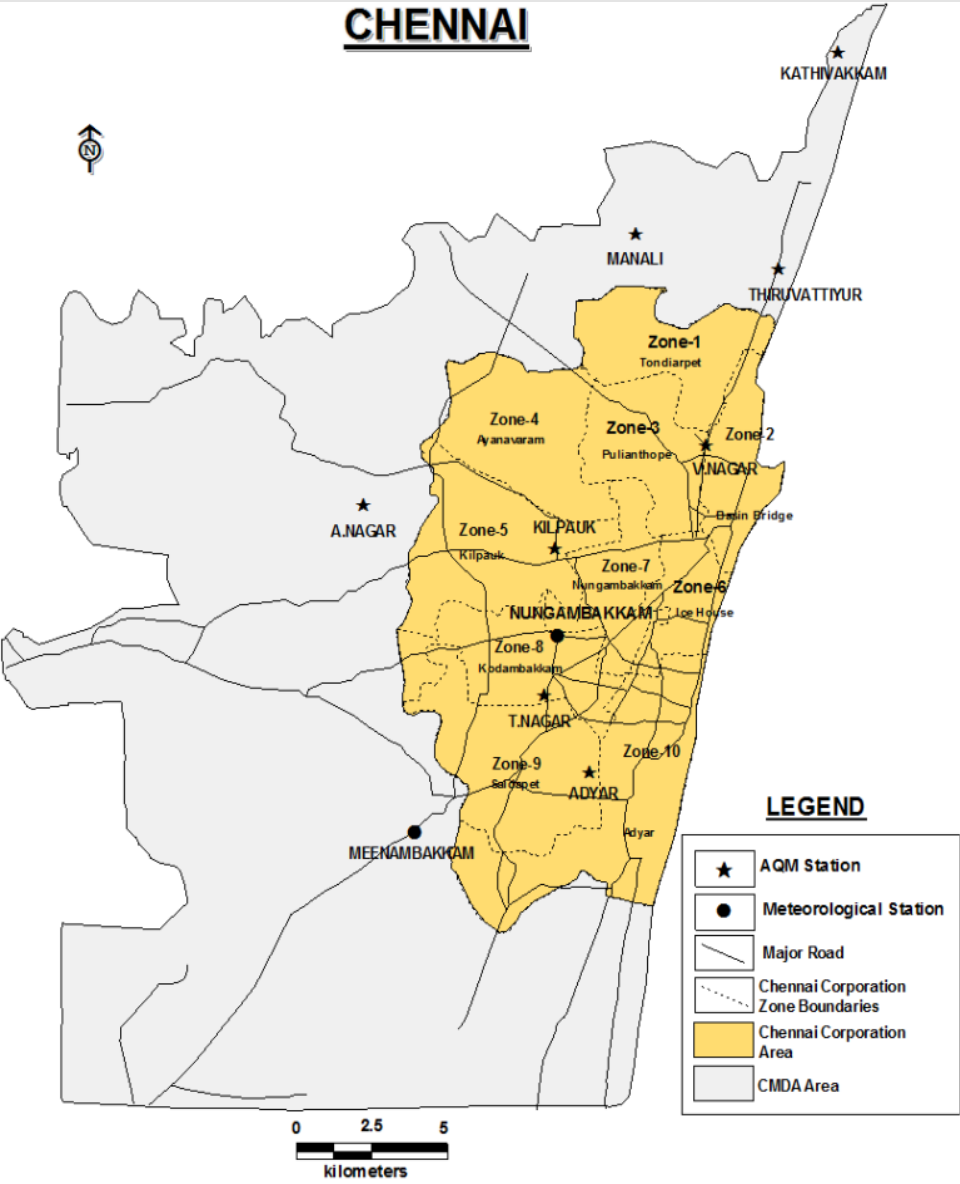 CHENNAI
KATHIVAKKAM
N
MANALI
THIRUVATTIYUR
Zone-1
Tondiarpet
Zone-4
Ayanavaram
Zone-3
Pulianthope
Zone-2
V.NAGAR
A.NAGAR
Basin Bridge
Zone-5
Kilpauk
KILPAUK
Zone-7
Nungambakkam
Zone-6
Ice House
NUNGAMBAKKAM
Zone-8
Kodambakkam
T.NAGAR
Zone-9
Saidapet
Zone-10
ADYAR
Adyar
MEENAMBAKKAM
LEGEND
AQM Station
Meteorological Station
Major Road
Chennai Corporation
Zone Boundaries
Chennai Corporation
Area
CMDA Area
0 2.5 5
kilometers